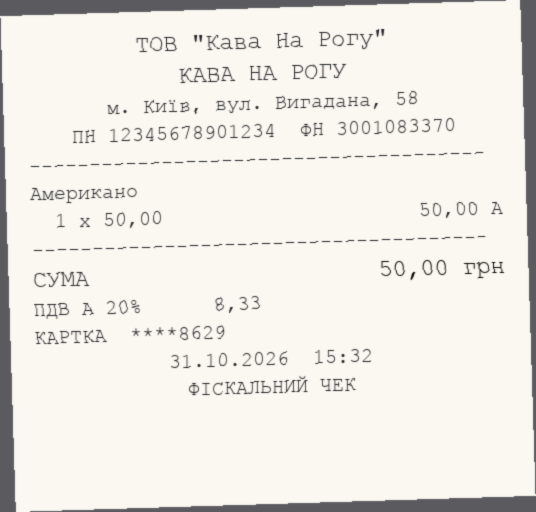 ТОВ "Кава На Рогу"
КАВА НА РОГУ
м. Київ, вул. Вигадана, 58
ПН 12345678901234 ФН 3001083370
--------------------------------------
Американо
1 x 50,00 50,00 А
--------------------------------------
СУМА 50,00 грн
ПДВ А 20% 8,33
КАРТКА ****8629
31.10.2026 15:32
ФІСКАЛЬНИЙ ЧЕК